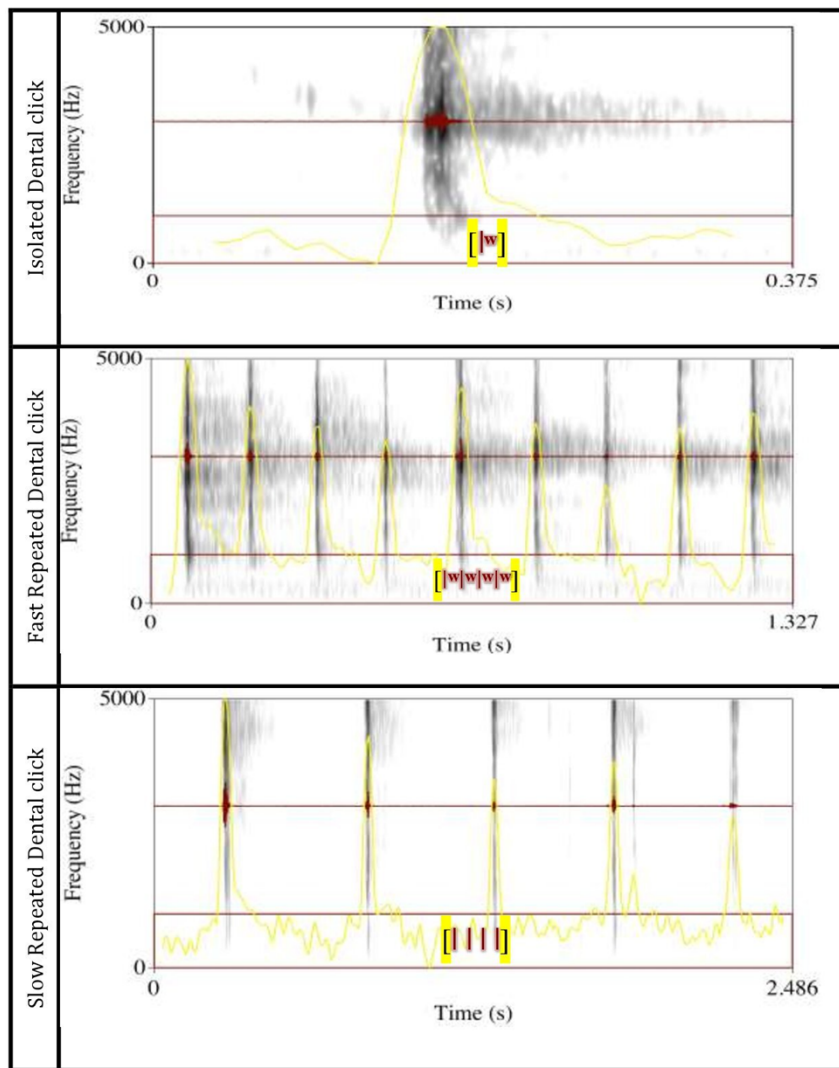 Isolated Dental click
Frequency (Hz)
5000
0
[ǀʷ]
0
0.375
Time (s)
Fast Repeated Dental click
Frequency (Hz)
5000
0
[ǀʷǀʷǀʷǀʷ]
0
1.327
Time (s)
Slow Repeated Dental click
Frequency (Hz)
5000
0
[ǀ ǀ ǀ ǀ]
0
2.486
Time (s)